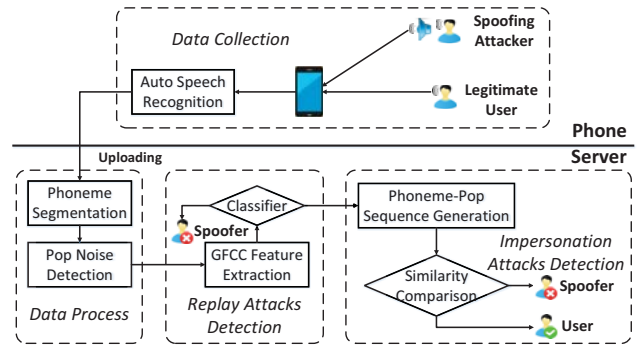 Data Collection
Spoofing
Attacker
Auto Speech
Recognition
Legitimate
User
Phone
Uploading
Server
Phoneme
Segmentation
Pop Noise
Detection
Data Process
Classifier
Spoofer
GFCC Feature
Extraction
Replay Attacks
Detection
Phoneme-Pop
Sequence Generation
Impersonation
Attacks Detection
Similarity
Comparison
Spoofer
User